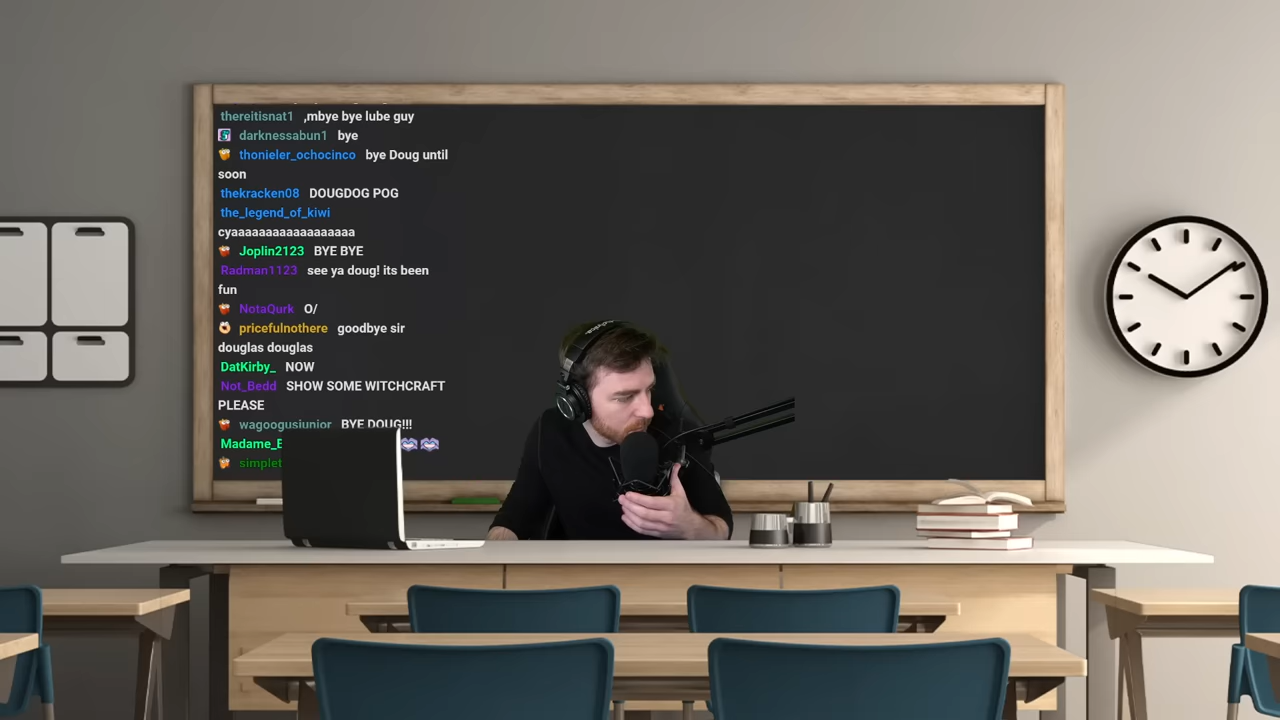 thereitisnat1 ,mbye bye lube guy
darknessabun1 bye
thonieler_ochocinco bye Doug until
soon
thekracken08 DOUGDOG POG
the_legend_of_kiwi
cyaaaaaaaaaaaaaaaaaa
Joplin2123 BYE BYE
Radman1123 see ya doug! its been
fun
NotaQurk O/
pricefulnothere goodbye sir
douglas douglas
DatKirby_ NOW
Not_Bedd SHOW SOME WITCHCRAFT
PLEASE
wagoogusjunior BYE DOUG!!!